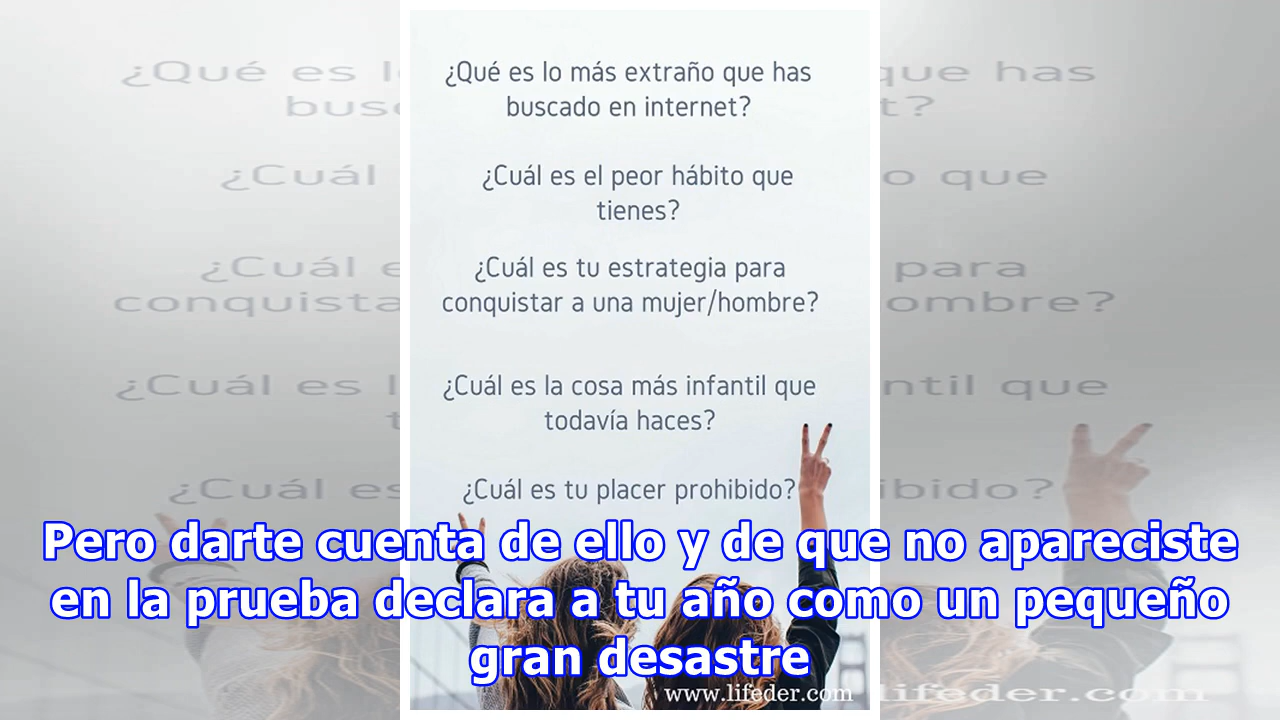 ¿Qué es lo más extraño que has
buscado en internet?
¿Cuál es el peor hábito que
tienes?
¿Cuál es tu estrategia para
conquistar a una mujer/hombre?
¿Cuál es la cosa más infantil que
todavía haces?
¿Cuál es tu placer prohibido?
Pero darte cuenta de ello y de que no apareciste
en la prueba declara a tu año como un pequeño
gran desastre
www.lifeder.com